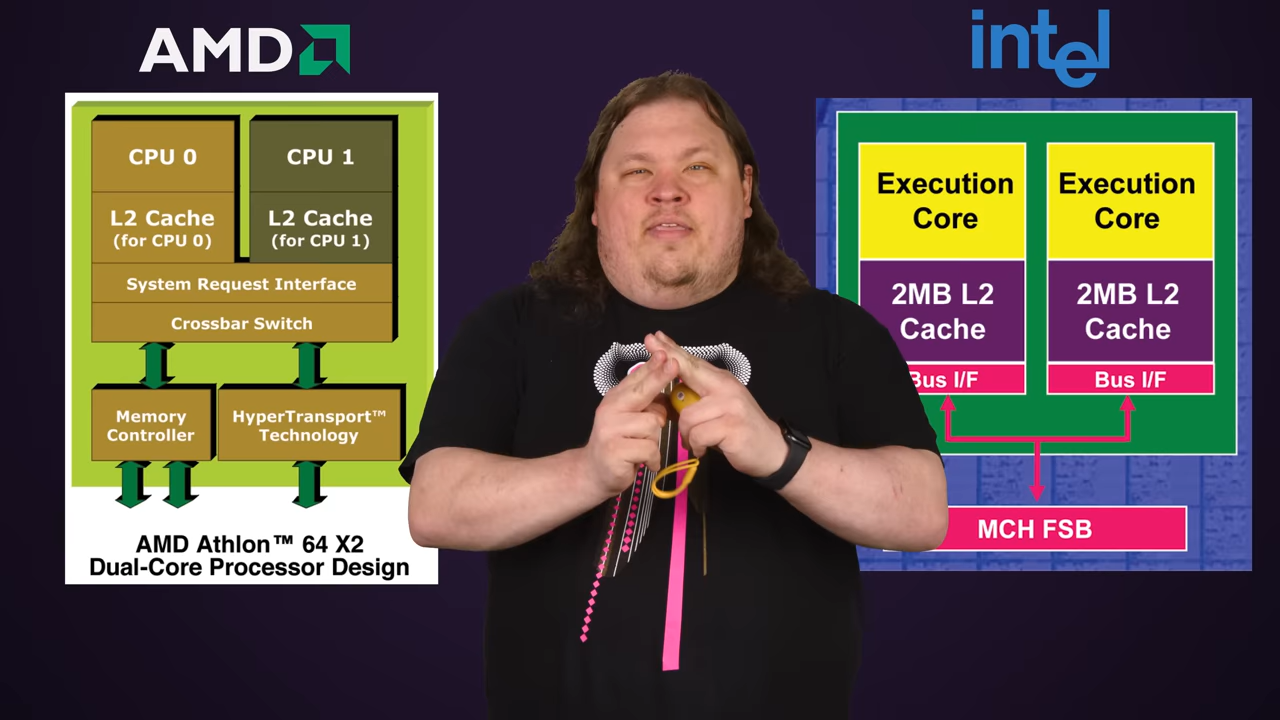 AMD
CPU 0
CPU 1
L2 Cache
(for CPU 0)
L2 Cache
(for CPU 1)
System Request Interface
Crossbar Switch
Memory
Controller
HyperTransport™
Technology
AMD Athlon™ 64 X2
Dual-Core Processor Design
intel
Execution
Core
Execution
Core
2MB L2
Cache
2MB L2
Cache
Bus I/F
Bus I/F
MCH FSB